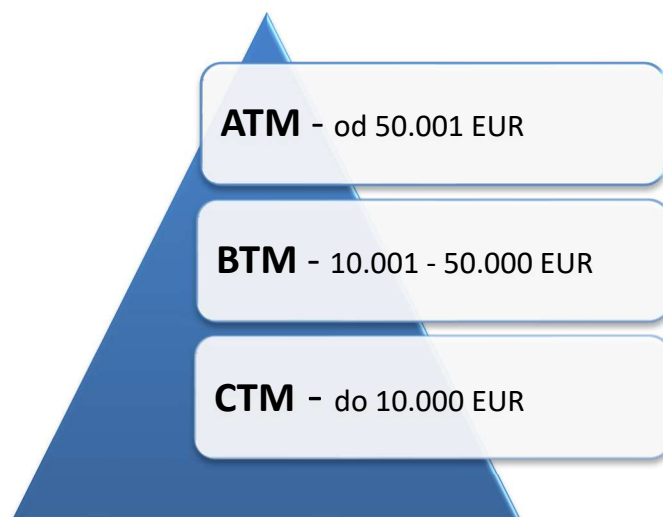 ATM - od 50.001 EUR
BTM - 10.001 - 50.000 EUR
CTM - do 10.000 EUR